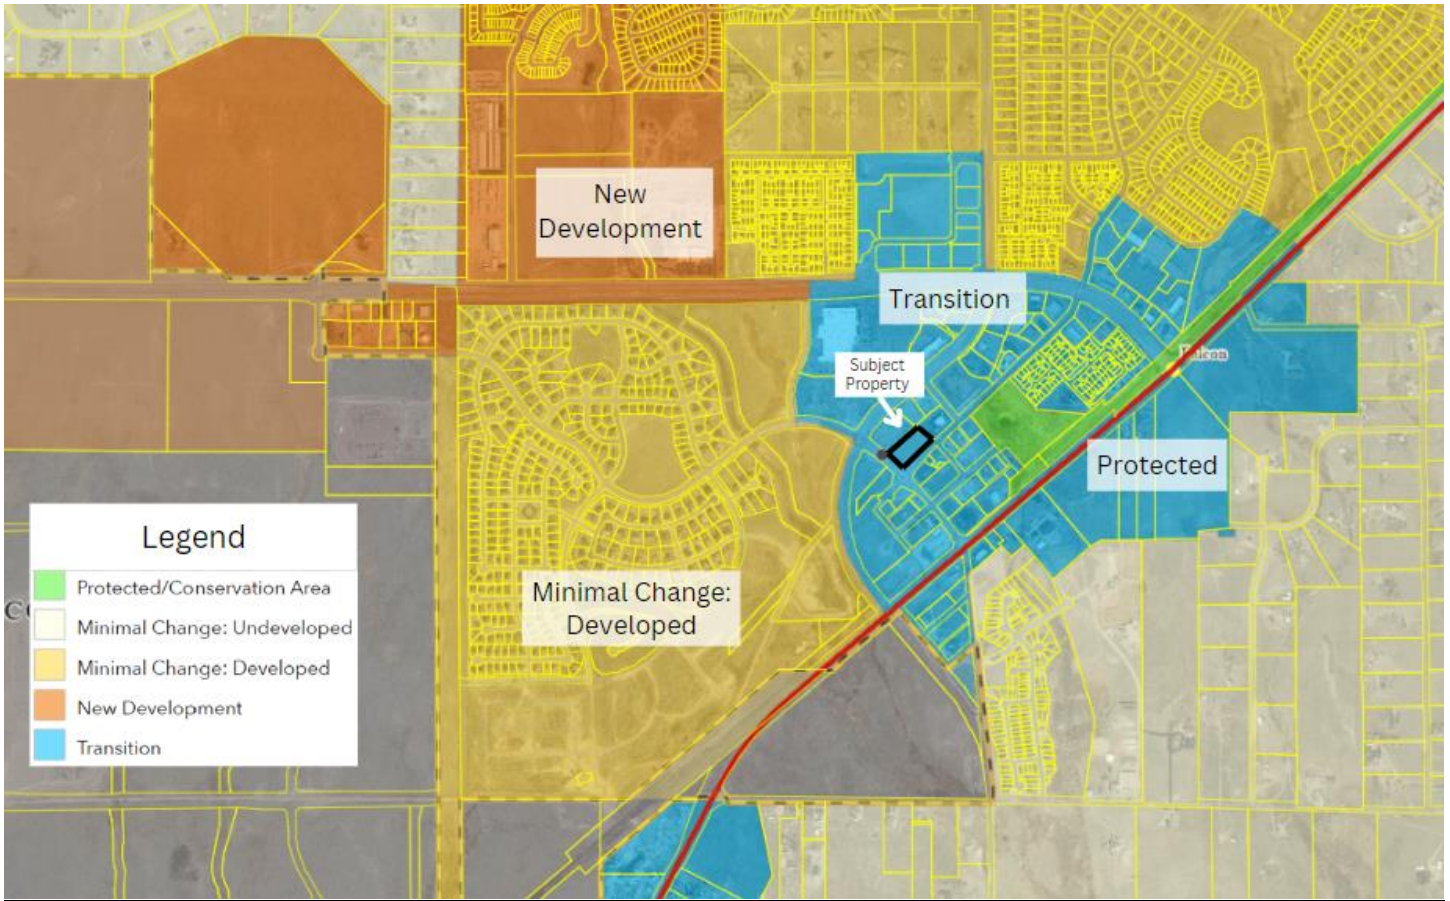 New
Development
Transition
Subject
Property
Falcon
Protected
Legend
Protected/Conservation Area
Minimal Change: Undeveloped
Minimal Change: Developed
New Development
Transition
Minimal Change:
Developed